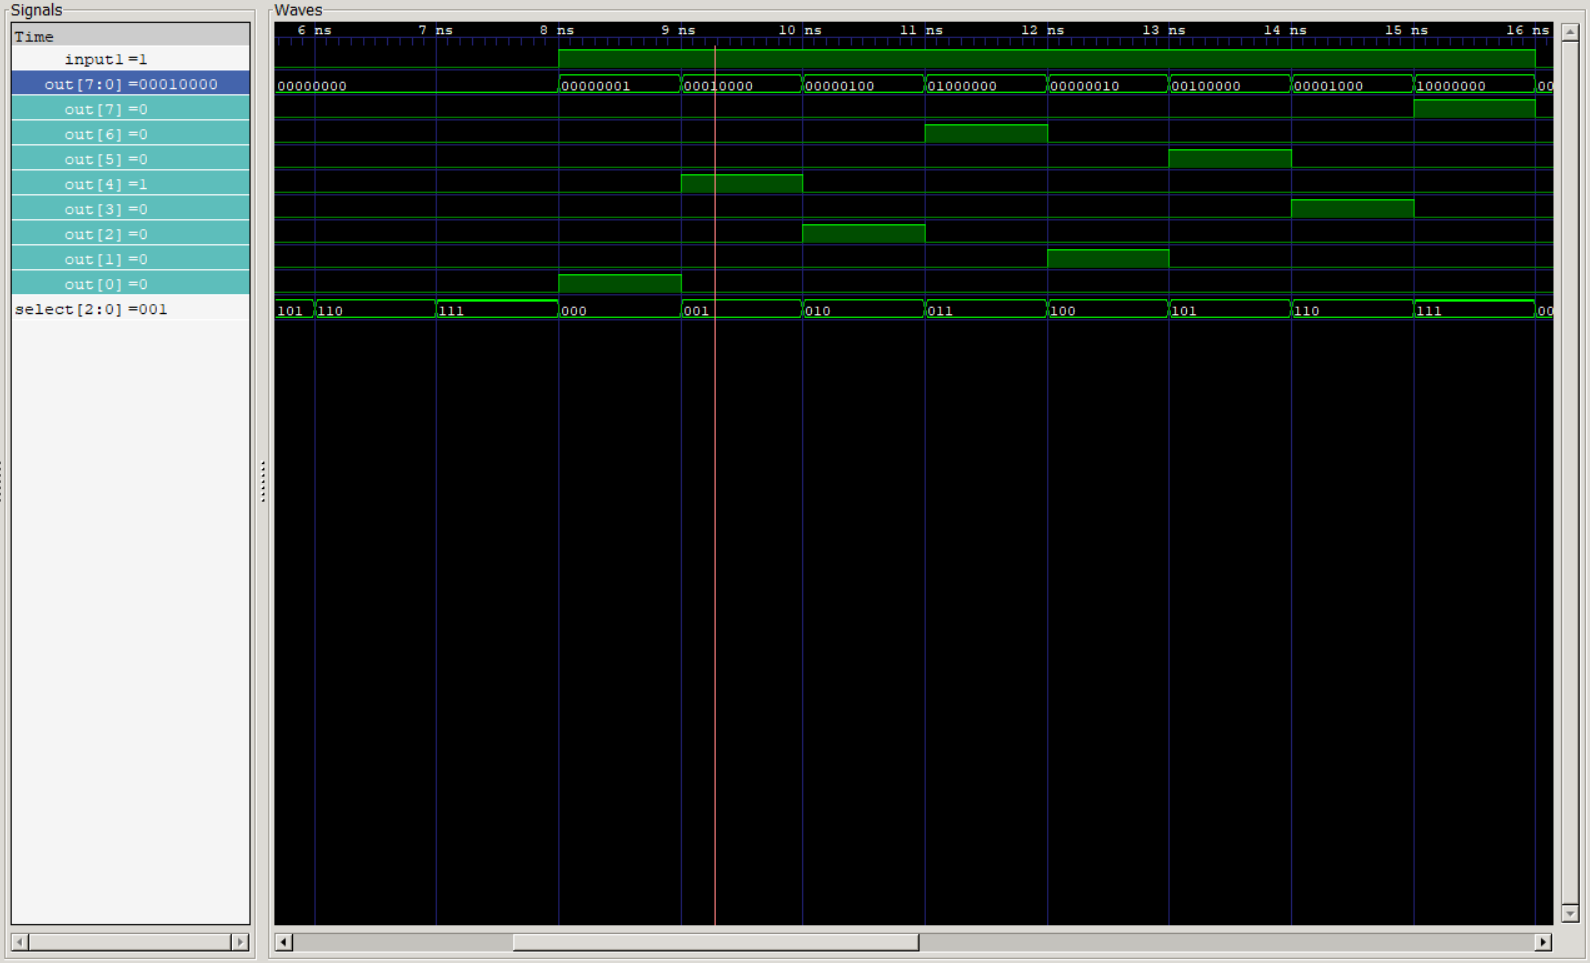 Signals
Waves
Time
6 ns 7 ns 8 ns 9 ns 10 ns 11 ns 12 ns 13 ns 14 ns 15 ns 16 ns
input1 =1
out[7:0] =00010000
00000000 00000001 00010000 00000100 01000000 00000010 00100000 00001000 10000000 00
out[7] =0
out[6] =0
out[5] =0
out[4] =1
out[3] =0
out[2] =0
out[1] =0
out[0] =0
select[2:0] =001
101 110 111 000 001 010 011 100 101 110 111 00